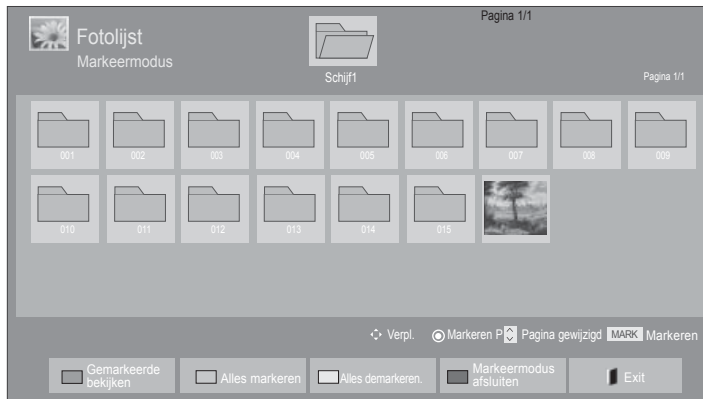 Pagina 1/1
Fotolijst
Markeermodus
Schijf1
Pagina 1/1
001 002 003 004 005 006 007 008 009
010 011 012 013 014 015
Verpl. Markeren P Pagina gewijzigd MARK Markeren
Gemarkeerde bekijken
Alles markeren
Alles demarkeren.
Markeermodus afsluiten
Exit